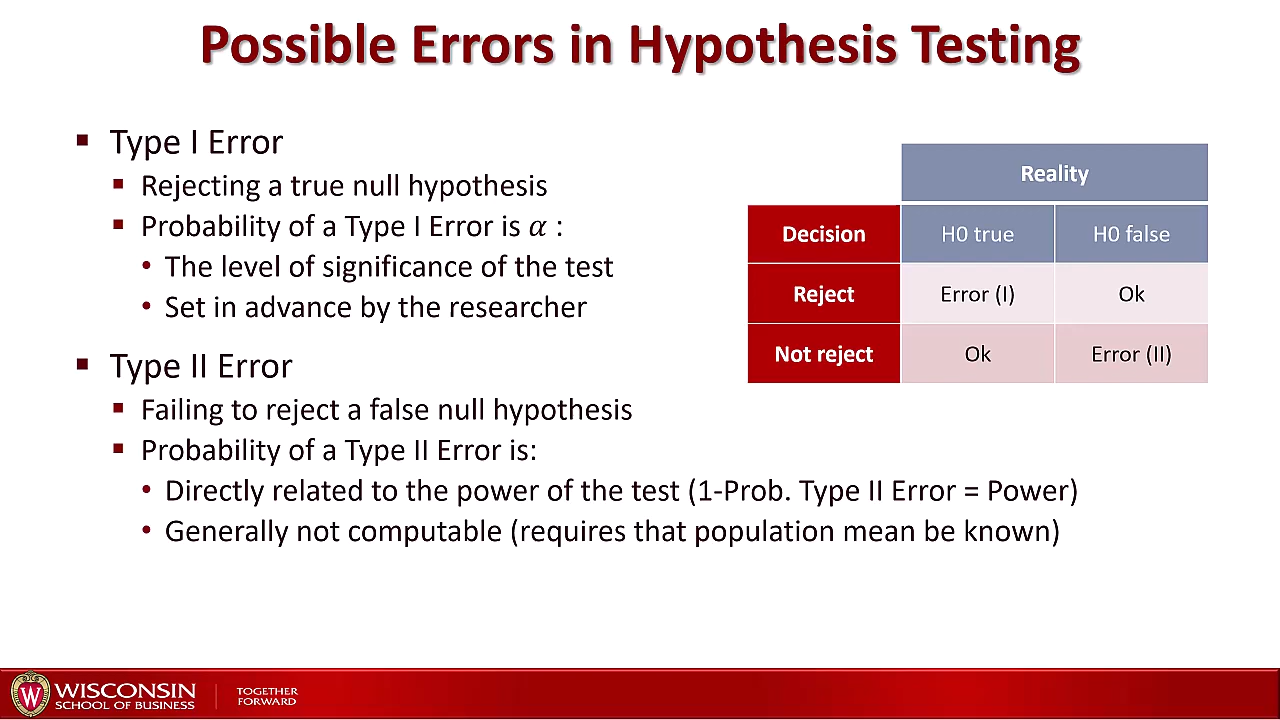 Possible Errors in Hypothesis Testing
Type I Error
Rejecting a true null hypothesis
Probability of a Type I Error is α :
The level of significance of the test
Set in advance by the researcher
Type II Error
Failing to reject a false null hypothesis
Probability of a Type II Error is:
Directly related to the power of the test (1-Prob. Type II Error = Power)
Generally not computable (requires that population mean be known)
Reality
Decision H0 true H0 false
Reject Error (I) Ok
Not reject Ok Error (II)
W
WISCONSIN
SCHOOL OF BUSINESS
TOGETHER
FORWARD